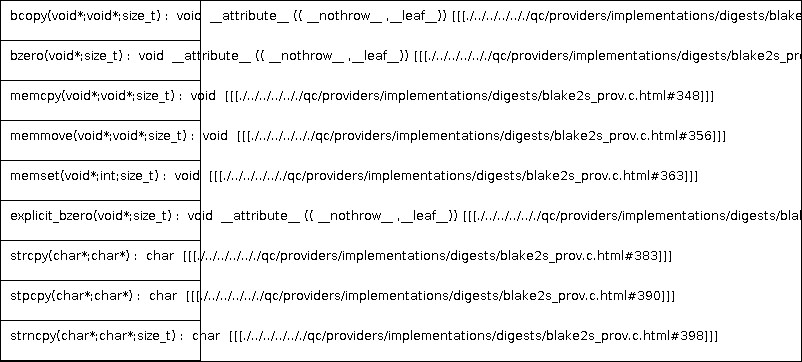 bcopy(void*;void*;size_t) : void __attribute__ (( __nothrow__ ,__leaf__)) [[[./../../../../qc/providers/implementations/digests/blake
bzero(void*;size_t) : void __attribute__ (( __nothrow__ ,__leaf__)) [[[./../../../../qc/providers/implementations/digests/blake2s_pro
memcpy(void*;void*;size_t) : void [[[./../../../../qc/providers/implementations/digests/blake2s_prov.c.html#348]]]
memmove(void*;void*;size_t) : void [[[./../../../../qc/providers/implementations/digests/blake2s_prov.c.html#356]]]
memset(void*;int;size_t) : void [[[./../../../../qc/providers/implementations/digests/blake2s_prov.c.html#363]]]
explicit_bzero(void*;size_t) : void __attribute__ (( __nothrow__ ,__leaf__)) [[[./../../../../qc/providers/implementations/digests/bla
strcpy(char*;char*) : char [[[./../../../../qc/providers/implementations/digests/blake2s_prov.c.html#383]]]
stpcpy(char*;char*) : char [[[./../../../../qc/providers/implementations/digests/blake2s_prov.c.html#390]]]
strncpy(char*;char*;size_t) : char [[[./../../../../qc/providers/implementations/digests/blake2s_prov.c.html#398]]]